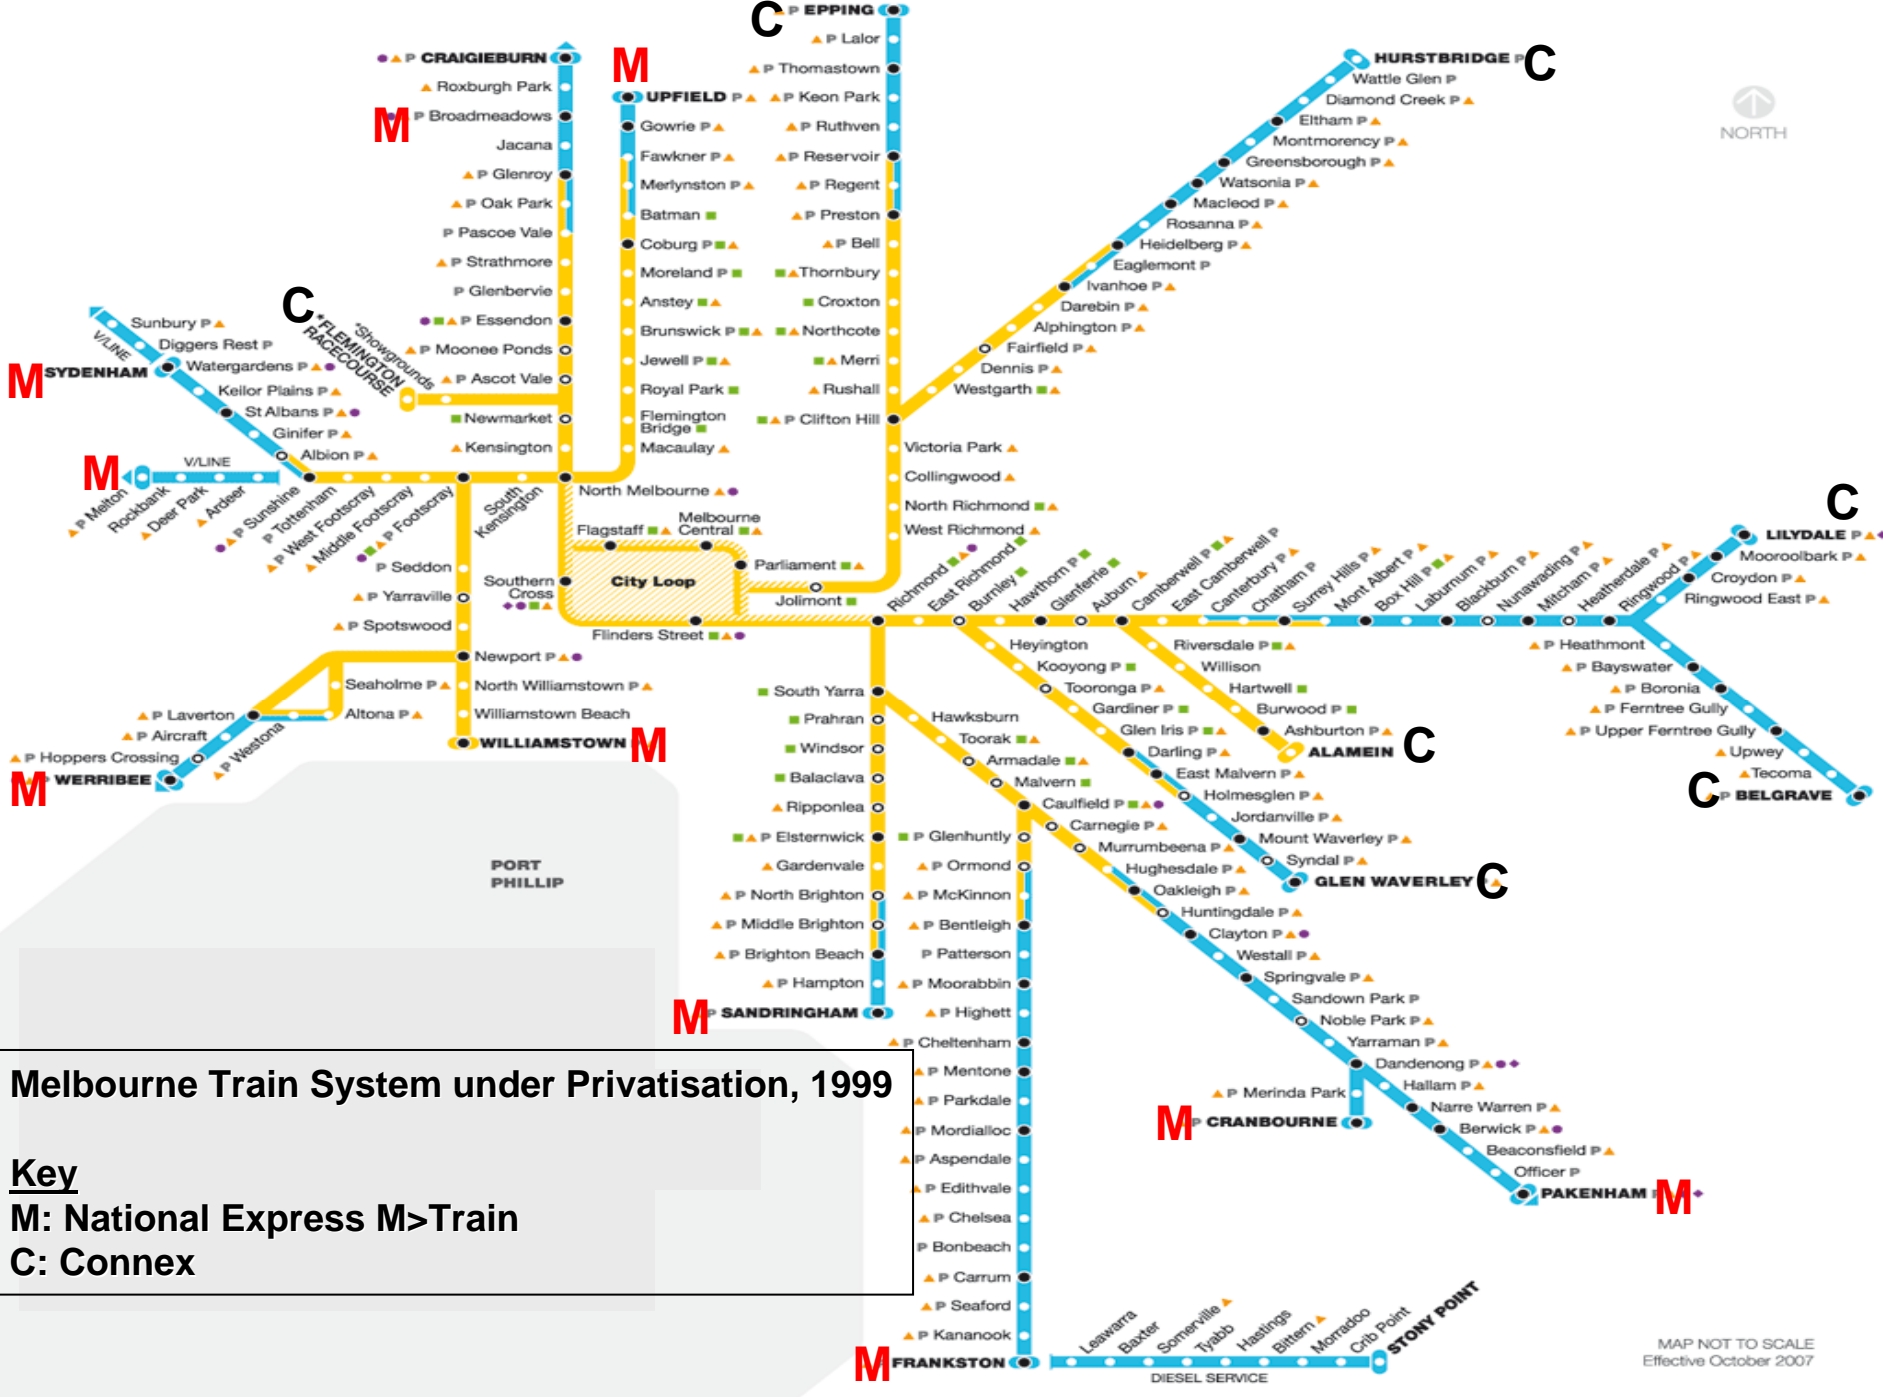 C
P EPPING
P Lalor
P Thomastown
P Keon Park
P Ruthven
P Reservoir
P Regent
P Preston
P Bell
Thornbury
Croxton
Northcote
Merri
Rushall
P Clifton Hill
Victoria Park
Collingwood
North Richmond
West Richmond
P CRAIGIEBURN
Roxburgh Park
M
P Broadmeadows
Jacana
P Glenroy
P Oak Park
P Pascoe Vale
P Strathmore
P Glenbervie
P Essendon
P Moonee Ponds
P Ascot Vale
Newmarket
Kensington
M
UPFIELD P
Gowrie P
Fawkner P
Merlynston P
Batman
Coburg P
Moreland P
Anstey
Brunswick P
Jewell P
Royal Park
Flemington
Bridge
Macaulay
HURSTBRIDGE P
C
Wattle Glen P
Diamond Creek P
Eltham P
Montmorency P
Greensborough P
Watsonia P
Macleod P
Rosanna P
Heidelberg P
Eaglemont P
Ivanhoe P
Darebin P
Alphington P
Fairfield P
Dennis P
Westgarth
NORTH
C
*Showgrounds
*FLEMINGTON
RACECOURSE
Sunbury P
V/LINE
Diggers Rest P
M
SYDENHAM
Watergardens P
Keilor Plains P
St Albans P
Ginifer P
Albion P
M
V/LINE
P Melton
Rockbank
Deer Park
Ardeer
P Sunshine
P Tottenham
P West Footscray
Middle Footscray
P Footscray
South
Kensington
North Melbourne
Flagstaff
Melbourne
Central
Parliament
City Loop
Southern
Cross
Jolimont
Flinders Street
P Seddon
P Yarraville
P Spotswood
Newport P
Seaholme P
North Williamstown P
Altona P
Williamstown Beach
WILLIAMSTOWN
M
P Laverton
P Aircraft
P Westona
P Hoppers Crossing
M
WERRIBEE
Richmond
East Richmond
Burnley
Hawthorn P
Glenferrie
Auburn
Camberwell P
East Camberwell P
Canterbury P
Chatham P
Surrey Hills P
Mont Albert P
Box Hill P
Laburnum P
Blackburn P
Nunawading P
Mitcham P
Heatherdale P
Ringwood P
C
LILYDALE P
Mooroolbark P
Croydon P
Ringwood East P
P Heathmont
P Bayswater
P Boronia
P Ferntree Gully
P Upper Ferntree Gully
Upwey
Tecoma
C
P BELGRAVE
Riversdale P
Willison
Hartwell
Burwood P
Ashburton P
ALAMEIN
C
Heyington
Kooyong P
Tooronga P
Gardiner P
Glen Iris P
Darling P
East Malvern P
Holmesglen P
Jordanville P
Mount Waverley P
Syndal P
GLEN WAVERLEY
C
South Yarra
Prahran
Windsor
Balaclava
Ripponlea
P Elsternwick
Gardenvale
P North Brighton
P Middle Brighton
P Brighton Beach
P Hampton
M
P SANDRINGHAM
Hawksburn
Toorak
Armadale
Malvern
Caulfield P
Carnegie P
Murrumbeena P
Hughesdale P
Oakleigh P
Huntingdale P
Clayton P
Westall P
Springvale P
Sandown Park P
Noble Park P
Yarraman P
Dandenong P
Hallam P
Narre Warren P
Berwick P
Beaconsfield P
Officer P
PAKENHAM
M
P Merinda Park
M
P CRANBOURNE
P Glenhuntly
P Ormond
P McKinnon
P Bentleigh
P Patterson
P Moorabbin
P Highett
P Cheltenham
P Mentone
P Parkdale
P Mordialloc
P Aspendale
P Edithvale
P Chelsea
P Bonbeach
P Carrum
P Seaford
P Kananook
M
FRANKSTON
Leawarra
Baxter
Somerville
Tyabb
Hastings
Bittern
Morradoo
Crib Point
STONY POINT
DIESEL SERVICE
PORT
PHILLIP
Melbourne Train System under Privatisation, 1999
Key
M: National Express M>Train
C: Connex
MAP NOT TO SCALE
Effective October 2007